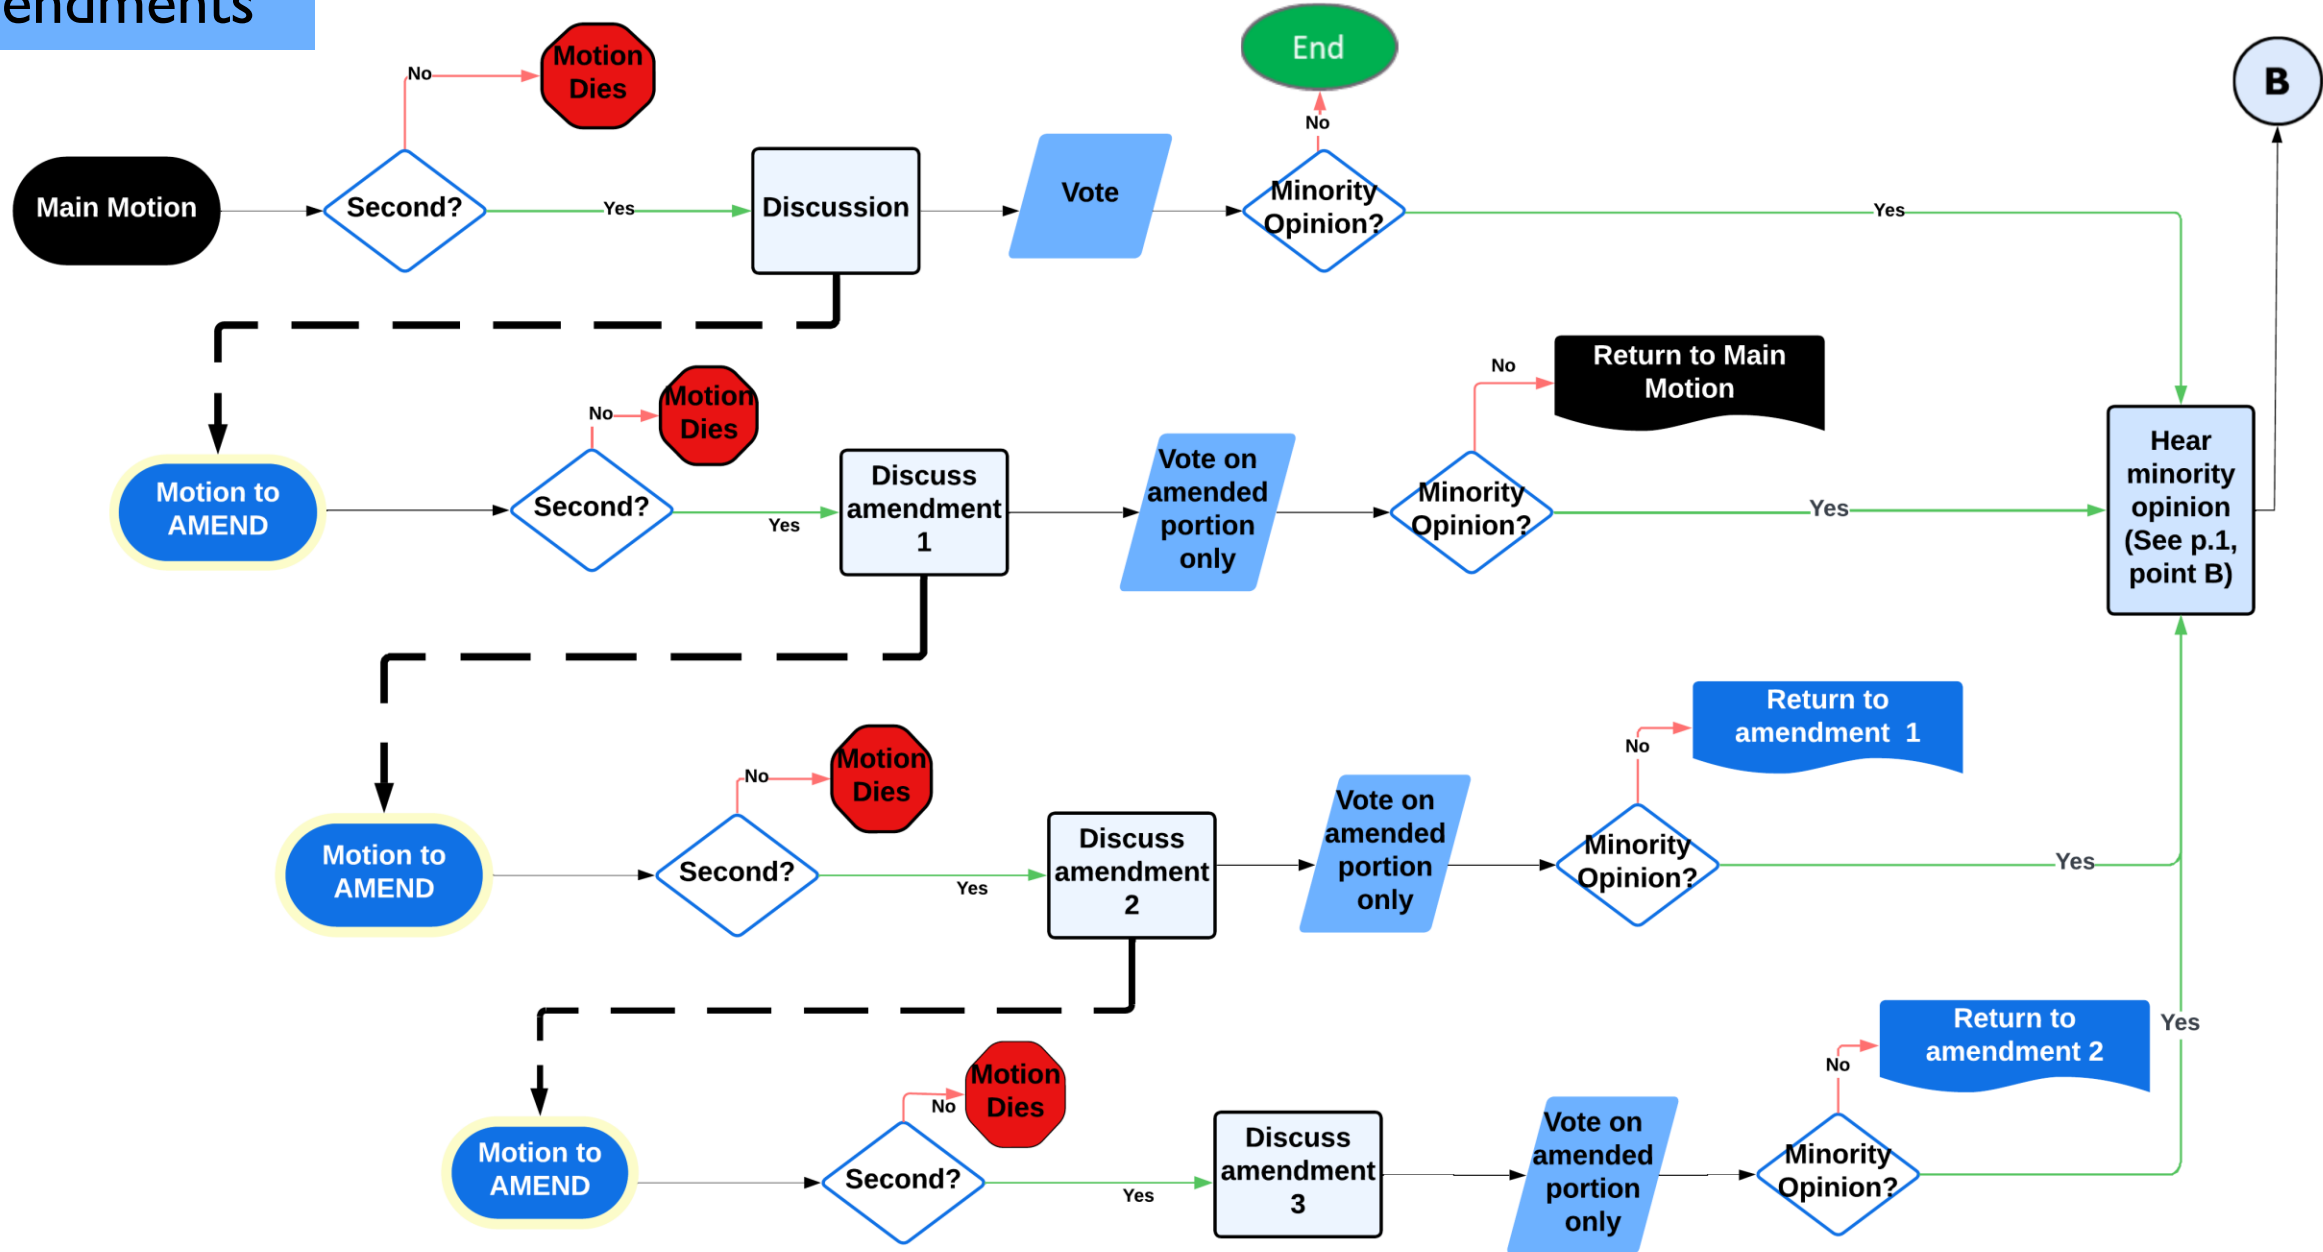 endments
No
Motion
Dies
End
B
No
Main Motion
Second?
Yes
Discussion
Vote
Minority
Opinion?
Yes
No
Return to Main
Motion
No
Motion
Dies
Motion to
AMEND
Second?
Yes
Discuss
amendment
1
Vote on
amended
portion
only
Minority
Opinion?
Yes
Hear
minority
opinion
(See p.1,
point B)
No
Motion
Dies
No
Return to
amendment 1
Motion to
AMEND
Second?
Yes
Discuss
amendment
2
Vote on
amended
portion
only
Minority
Opinion?
Yes
No
Motion
Dies
No
Return to
amendment 2
Yes
Motion to
AMEND
Second?
Yes
Discuss
amendment
3
Vote on
amended
portion
only
Minority
Opinion?